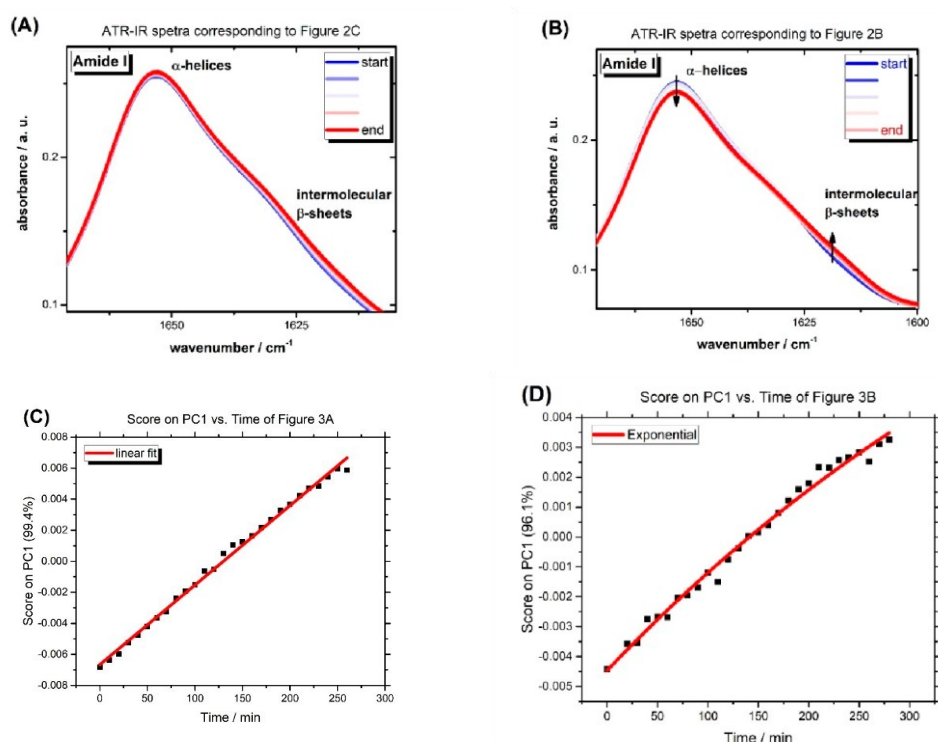 (A)
ATR-IR spetra corresponding to Figure 2C
Amide I
α-helices
start
end
intermolecular
β-sheets
absorbance / a. u.
0.2
0.1
1650
1625
wavenumber / cm⁻¹
(B)
ATR-IR spetra corresponding to Figure 2B
Amide I
α-helices
start
end
intermolecular
β-sheets
absorbance / a. u.
0.2
0.1
1650
1625
1600
wavenumber / cm⁻¹
(C)
Score on PC1 vs. Time of Figure 3A
linear fit
Score on PC1 (99.4%)
0.008
0.006
0.004
0.002
0.000
-0.002
-0.004
-0.006
-0.008
0
50
100
150
200
250
300
Time / min
(D)
Score on PC1 vs. Time of Figure 3B
Exponential
Score on PC1 (96.1%)
0.004
0.003
0.002
0.001
0.000
-0.001
-0.002
-0.003
-0.004
-0.005
0
50
100
150
200
250
300
Time / min